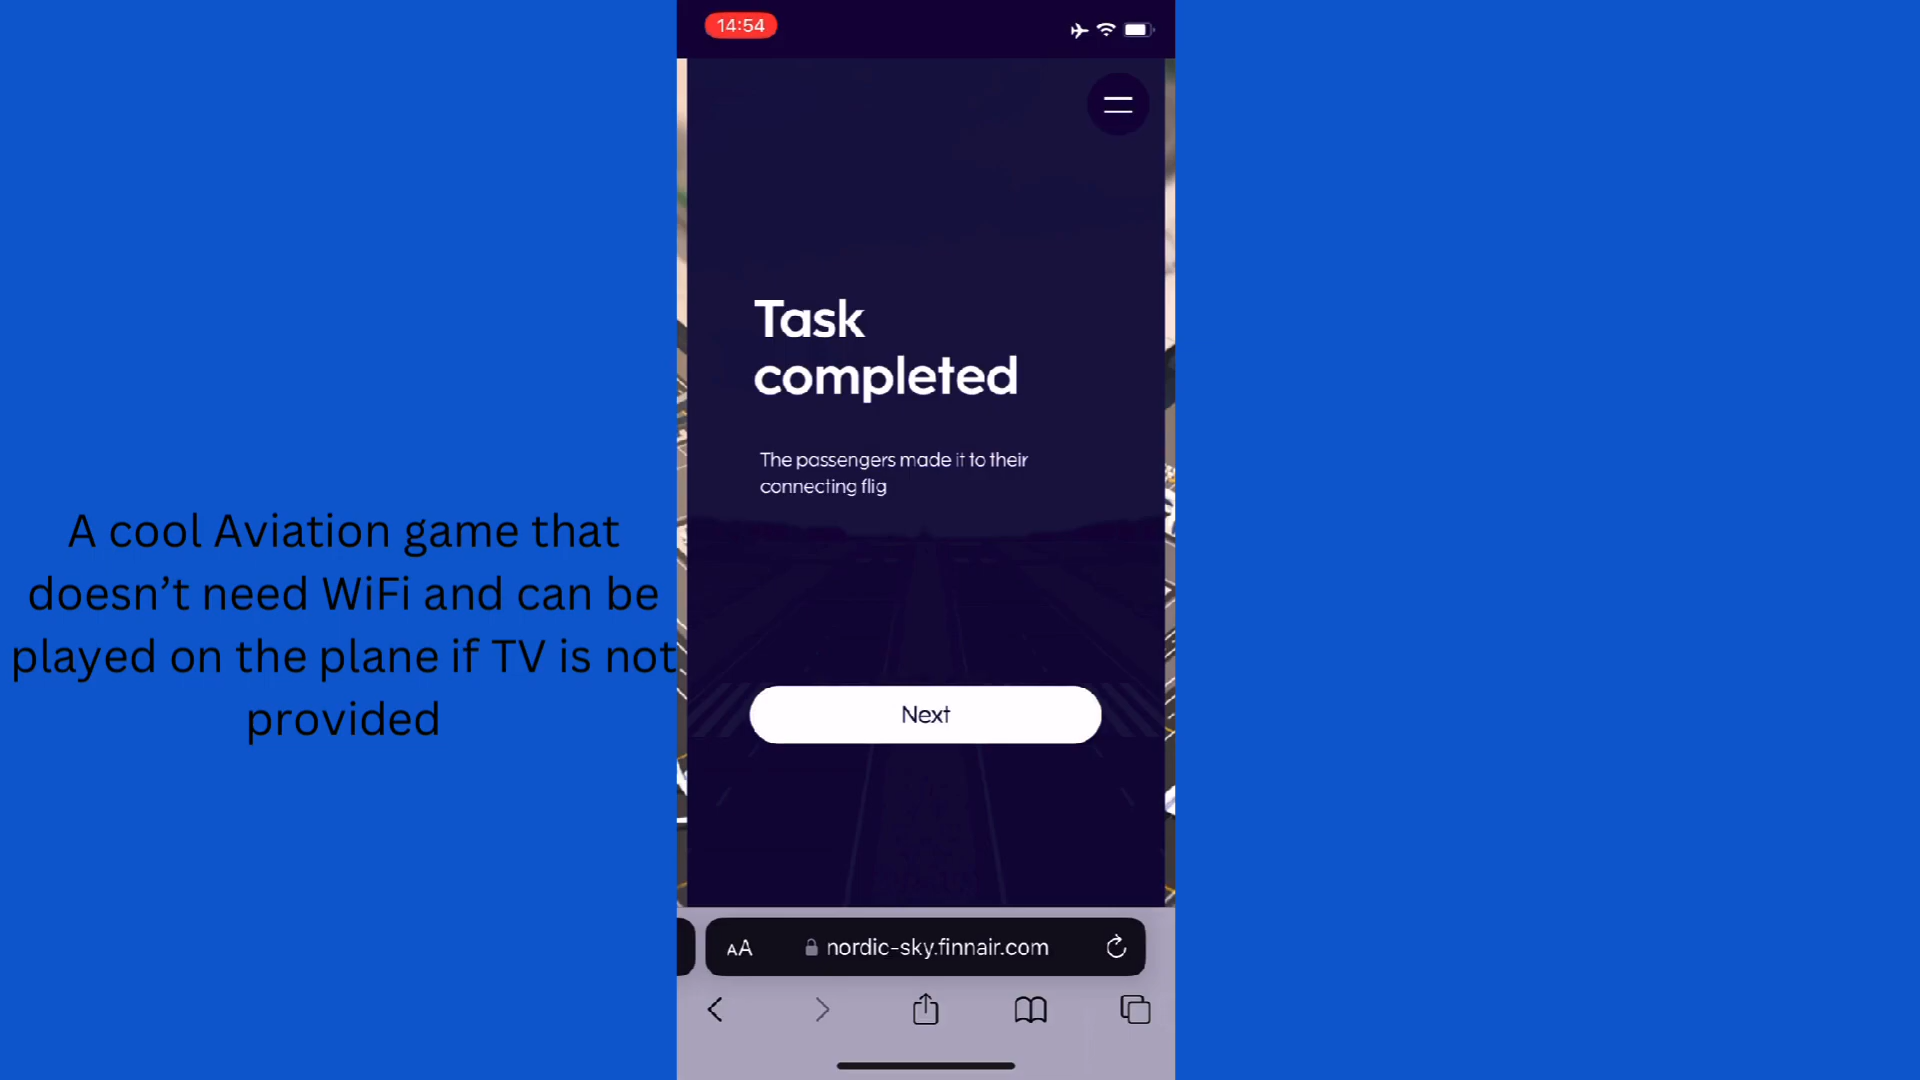 14:54
Task
completed
The passengers made it to their
connecting flig
A cool Aviation game that
doesn’t need WiFi and can be
played on the plane if TV is not
provided
Next
AA
nordic-sky.finnair.com